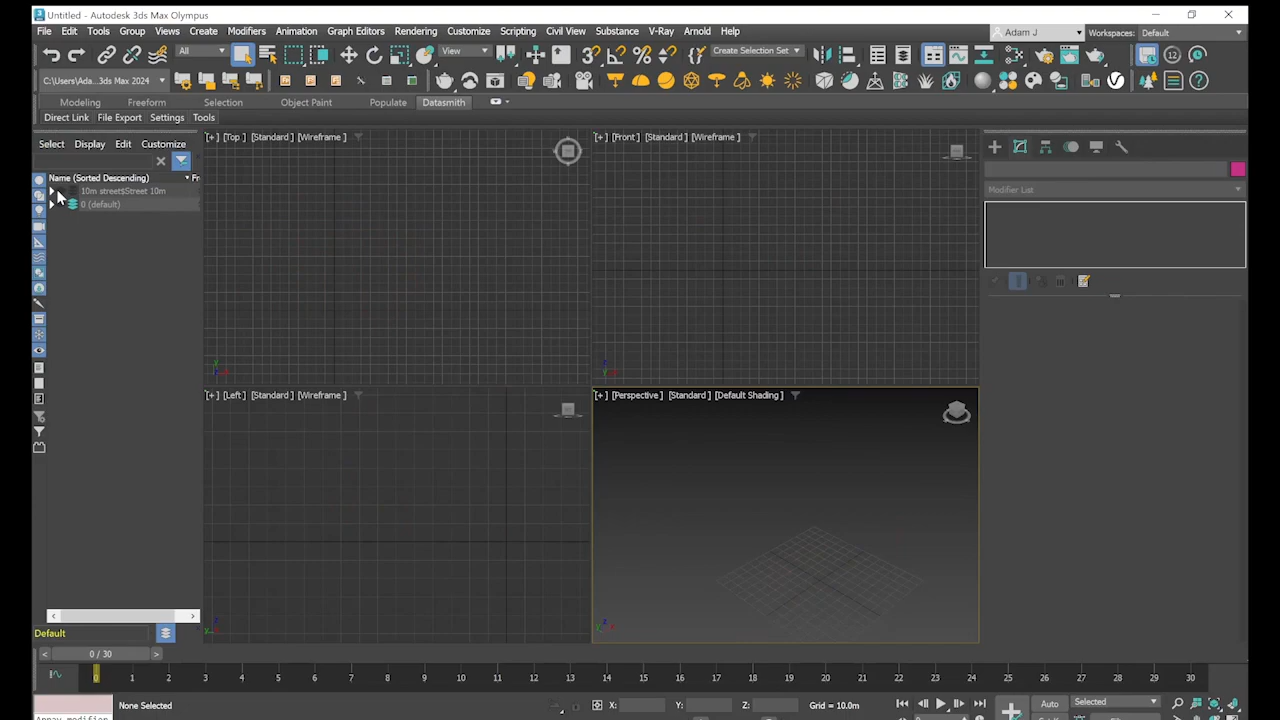 Untitled - Autodesk 3ds Max Olympus
File Edit Tools Group Views Create Modifiers Animation Graph Editors Rendering Customize Scripting Civil View Substance V-Ray Arnold Help Adam J Workspaces: Default
All View Create Selection Set 12
C:\Users\Ada...3ds Max 2024
Modeling Freeform Selection Object Paint Populate Datasmith
Direct Link File Export Settings Tools
Select Display Edit Customize
Name (Sorted Descending) Fr
10m street$Street 10m
0 (default)
[+] [Top] [Standard] [Wireframe]
[+] [Front] [Standard] [Wireframe]
[+] [Left] [Standard] [Wireframe]
[+] [Perspective] [Standard] [Default Shading]
Modifier List
Default
0 / 30
0 1 2 3 4 5 6 7 8 9 10 11 12 13 14 15 16 17 18 19 20 21 22 23 24 25 26 27 28 29 30
None Selected X: Y: Z: Grid = 10.0m Auto Selected
Array modifier